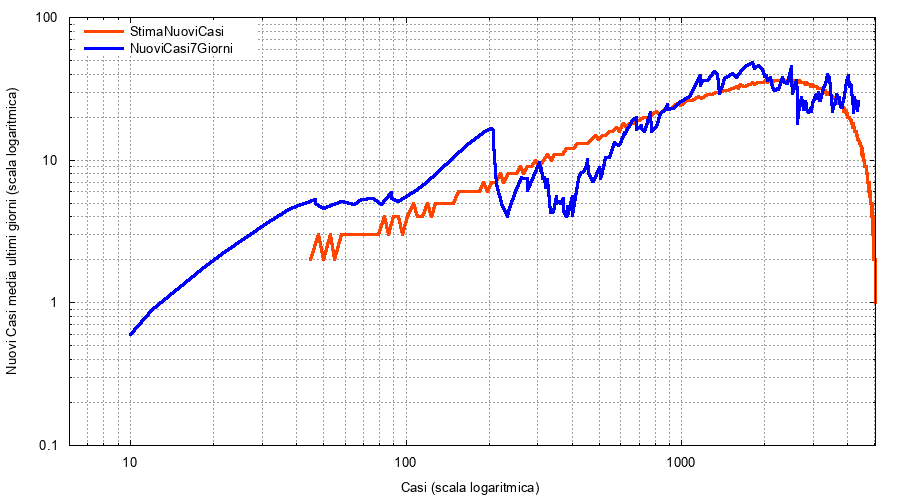 100
StimaNuoviCasi
NuoviCasi7Giorni
10
1
0.1
10 100 1000
Nuovi Casi media ultimi giorni (scala logaritmica)
Casi (scala logaritmica)